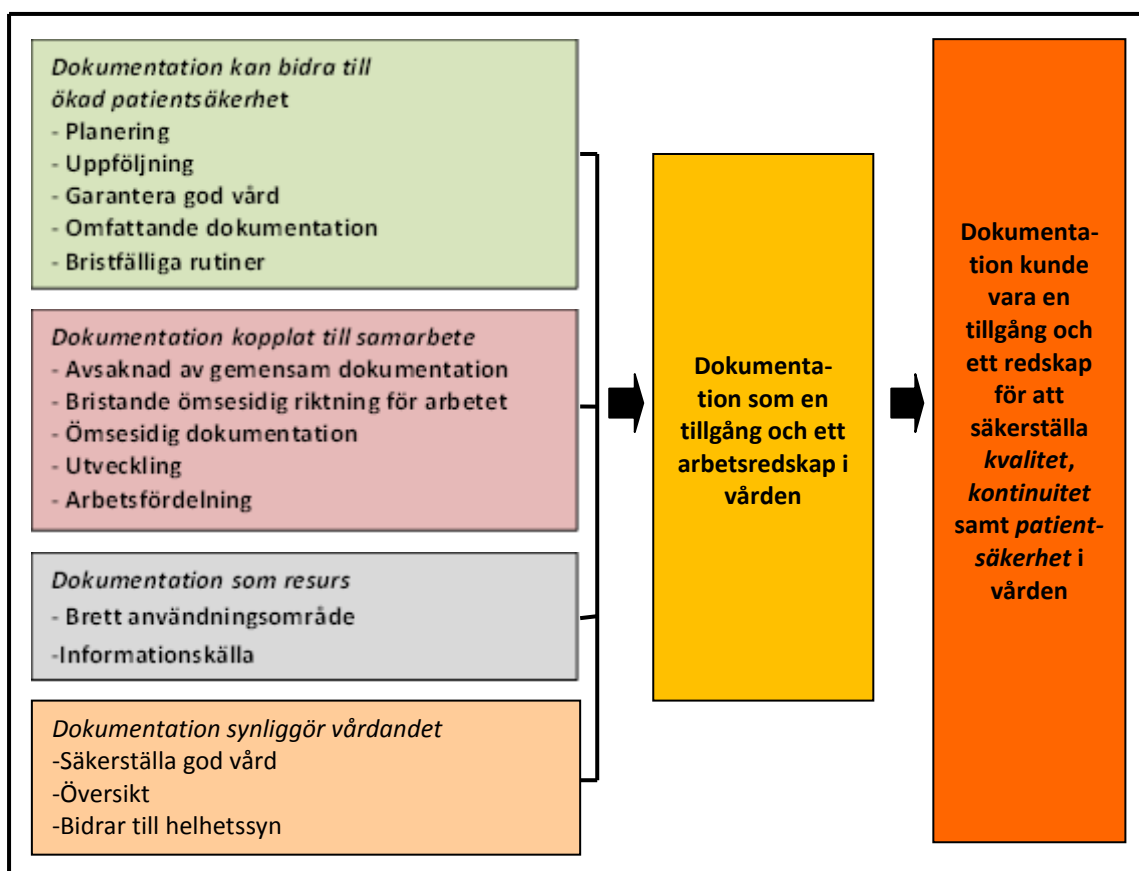 Dokumentation kan bidra till
ökad patientsäkerhet
- Planering
- Uppföljning
- Garantera god vård
- Omfattande dokumentation
- Bristfälliga rutiner
Dokumentation kopplat till samarbete
- Avsaknad av gemensam dokumentation
- Bristande ömsesidig riktning för arbetet
- Ömsesidig dokumentation
- Utveckling
- Arbetsfördelning
Dokumentation som resurs
- Brett användningsområde
-Informationskälla
Dokumentation synliggör vårdandet
-Säkerställa god vård
-Översikt
-Bidrar till helhetssyn
Dokumenta-
tion som en
tillgång och ett
arbetsredskap i
vården
Dokumenta-
tion kunde
vara en
tillgång och
ett redskap
för att
säkerställa
kvalitet,
kontinuitet
samt patient-
säkerhet i
vården